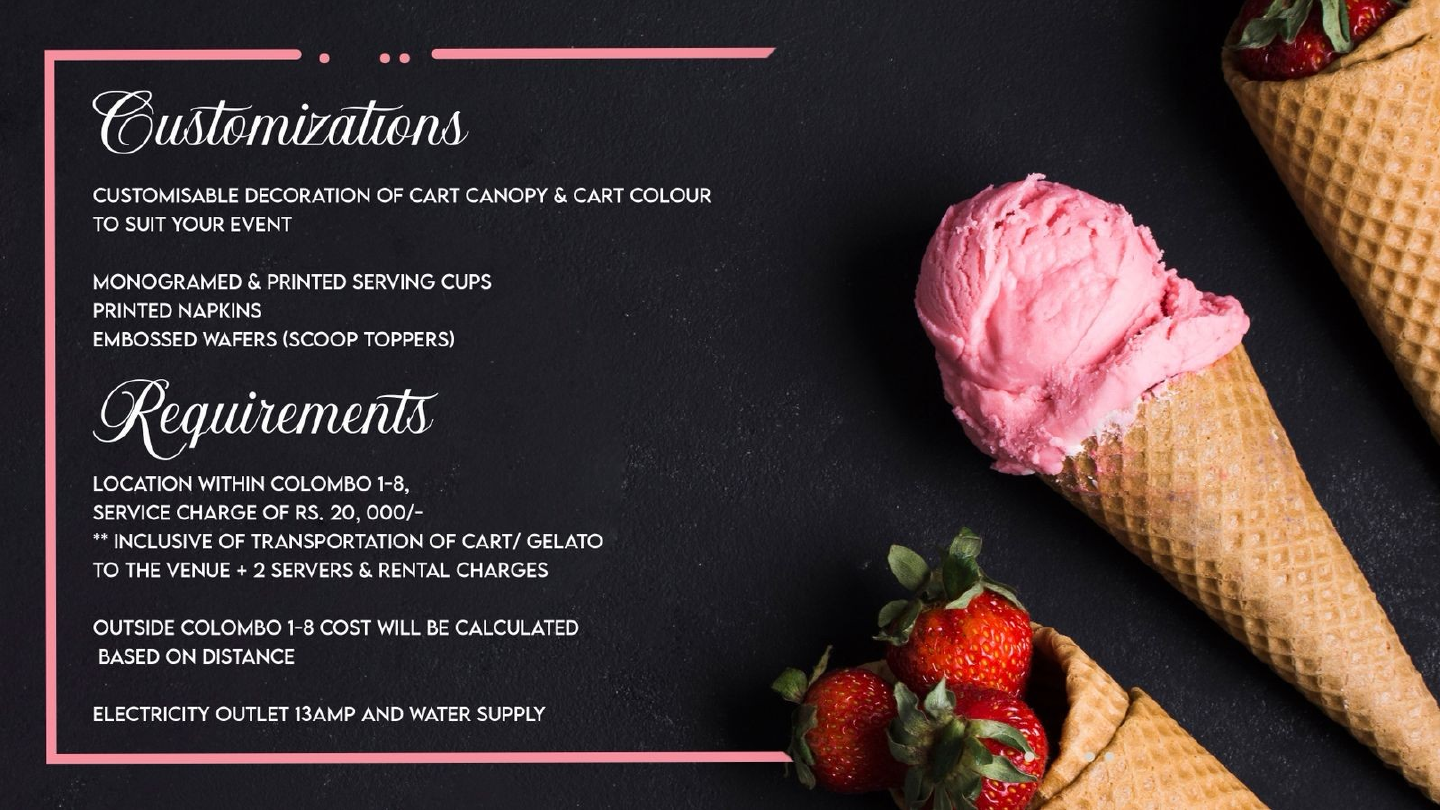 Customizations
CUSTOMISABLE DECORATION OF CART CANOPY & CART COLOUR
TO SUIT YOUR EVENT
MONOGRAMED & PRINTED SERVING CUPS
PRINTED NAPKINS
EMBOSSED WAFERS (SCOOP TOPPERS)
Requirements
LOCATION WITHIN COLOMBO 1-8,
SERVICE CHARGE OF RS. 20, 000/-
** INCLUSIVE OF TRANSPORTATION OF CART/ GELATO
TO THE VENUE + 2 SERVERS & RENTAL CHARGES
OUTSIDE COLOMBO 1-8 COST WILL BE CALCULATED
BASED ON DISTANCE
ELECTRICITY OUTLET 13AMP AND WATER SUPPLY